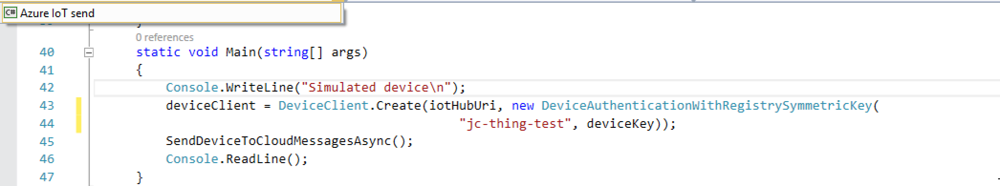 C# Azure IoT send
0 references
40 static void Main(string[] args)
41 {
42 Console.WriteLine("Simulated device\n");
43 deviceClient = DeviceClient.Create(iotHubUri, new DeviceAuthenticationWithRegistrySymmetricKey(
44 "jc-thing-test", deviceKey));
45 SendDeviceToCloudMessagesAsync();
46 Console.ReadLine();
47 }